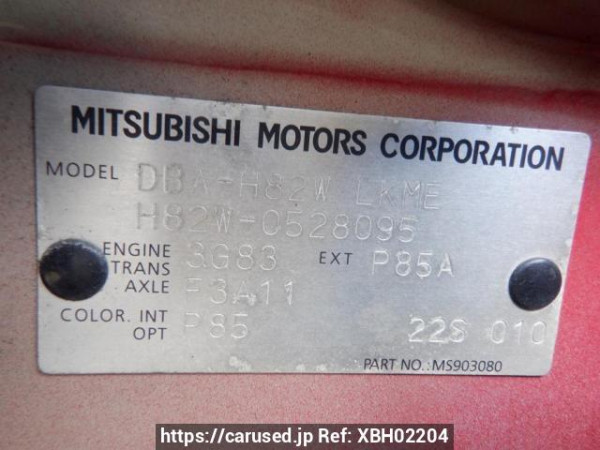 MITSUBISHI MOTORS CORPORATION
MODEL DBA-H82W LKME
H82W-0528095
ENGINE 3G83 EXT P85A
TRANS
AXLE F3A11
COLOR. INT P85
OPT 22S 010
PART NO.: MS903080
https://carused.jp Ref: XBH02204